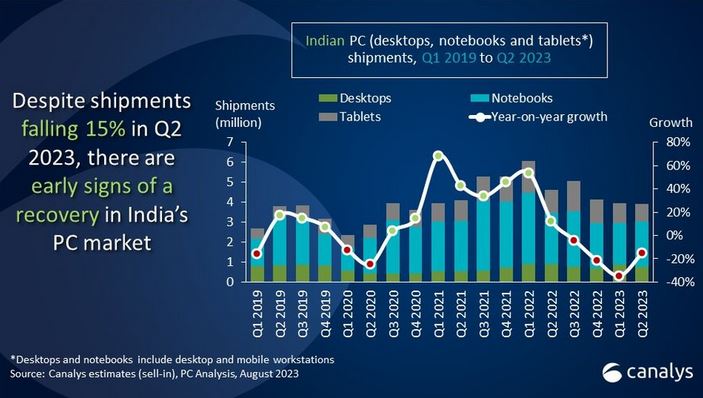 Indian PC (desktops, notebooks and tablets*)
shipments, Q1 2019 to Q2 2023
Despite shipments
falling 15% in Q2
2023, there are
early signs of a
recovery in India's
PC market
Shipments
(million)
Desktops
Notebooks
Tablets
Year-on-year growth
Growth
7
6
5
4
3
2
1
0
80%
60%
40%
20%
0%
-20%
-40%
Q1 2019
Q2 2019
Q3 2019
Q4 2019
Q1 2020
Q2 2020
Q3 2020
Q4 2020
Q1 2021
Q2 2021
Q3 2021
Q4 2021
Q1 2022
Q2 2022
Q3 2022
Q4 2022
Q1 2023
Q2 2023
*Desktops and notebooks include desktop and mobile workstations
Source: Canalys estimates (sell-in), PC Analysis, August 2023
canalys